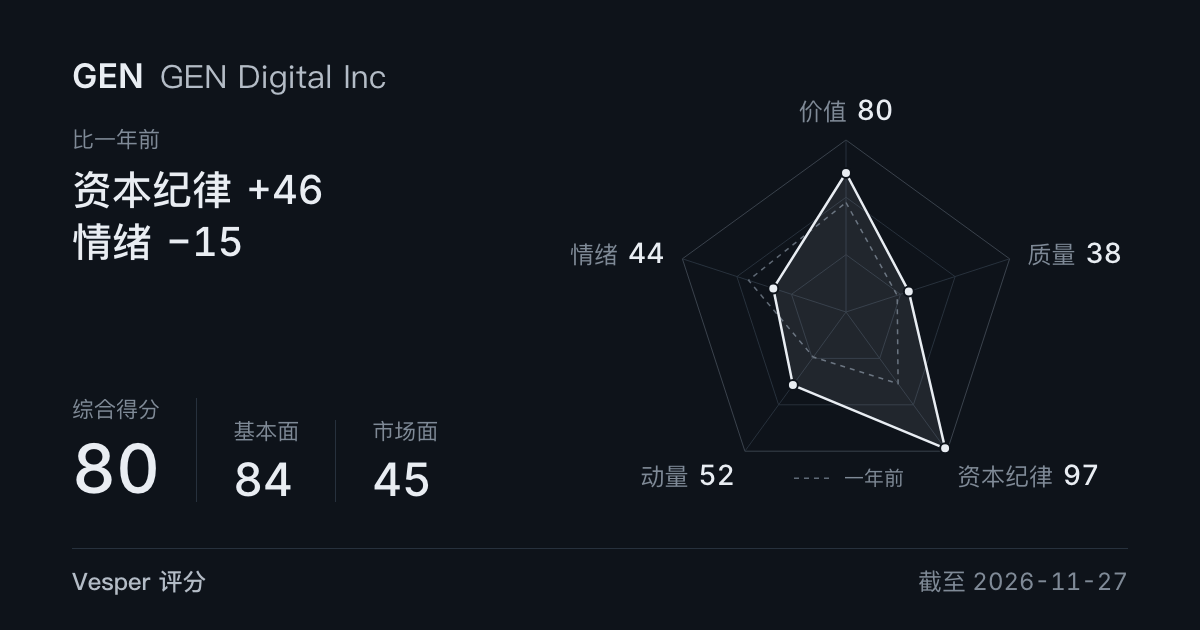 GEN GEN Digital Inc
比一年前
资本纪律 +46
情绪 −15
综合得分
80
基本面
84
市场面
45
价值 80
情绪 44
质量 38
动量 52
一年前
资本纪律 97
Vesper 评分
截至 2026-11-27